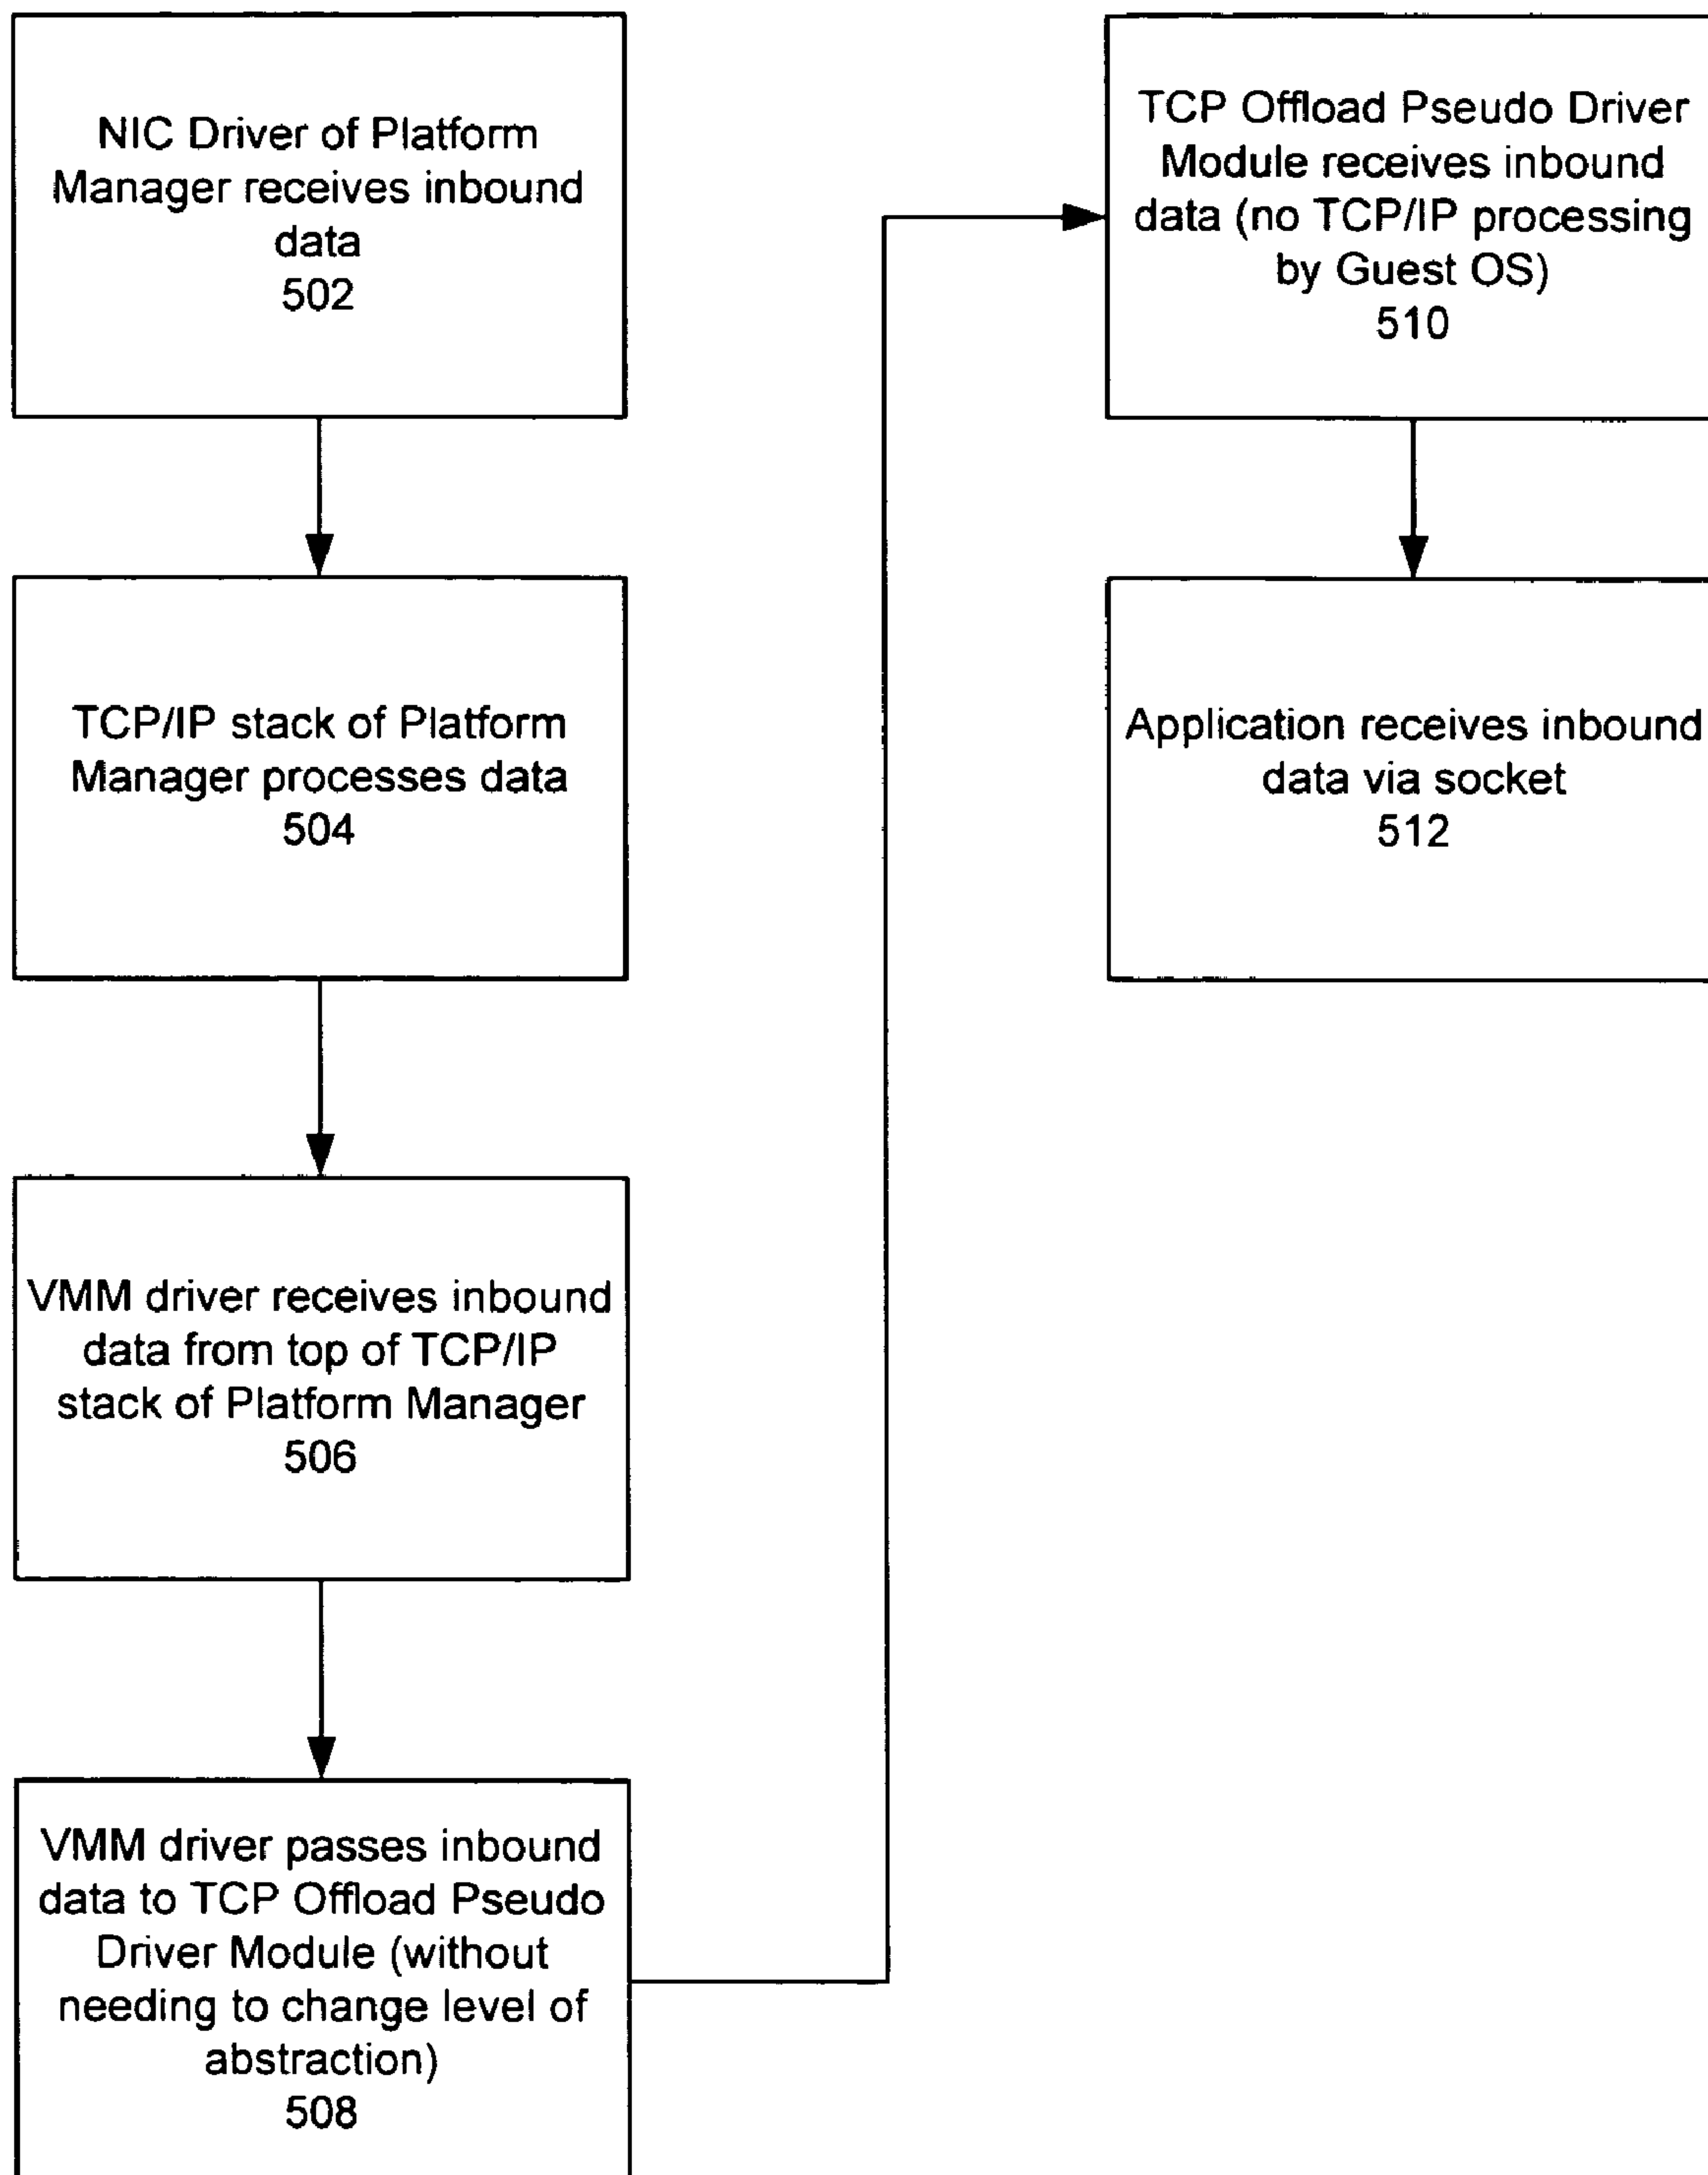 NIC Driver of Platform
Manager receives inbound
data
502
TCP/IP stack of Platform
Manager processes data
504
VMM driver receives inbound
data from top of TCP/IP
stack of Platform Manager
506
VMM driver passes inbound
data to TCP Offload Pseudo
Driver Module (without
needing to change level of
abstraction)
508
TCP Offload Pseudo Driver
Module receives inbound
data (no TCP/IP processing
by Guest OS)
510
Application receives inbound
data via socket
512